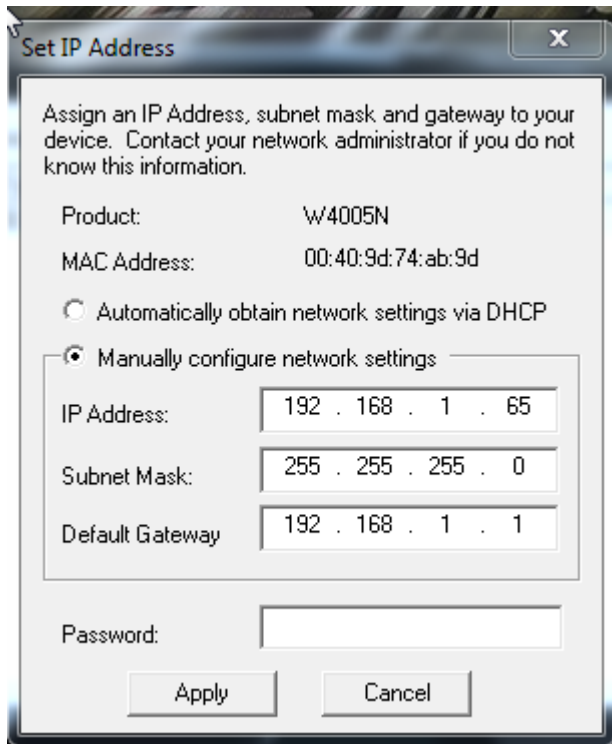 Set IP Address
Assign an IP Address, subnet mask and gateway to your
device. Contact your network administrator if you do not
know this information.
Product: W4005N
MAC Address: 00:40:9d:74:ab:9d
Automatically obtain network settings via DHCP
Manually configure network settings
IP Address: 192 . 168 . 1 . 65
Subnet Mask: 255 . 255 . 255 . 0
Default Gateway 192 . 168 . 1 . 1
Password:
Apply Cancel